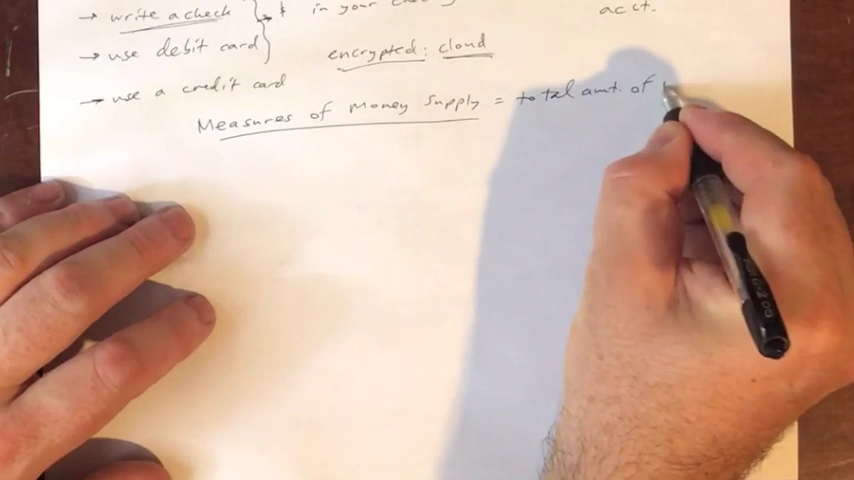 → write a check } $ in your acct.
→ use debit card encrypted: cloud
→ use a credit card
Measures of Money Supply = total amt. of